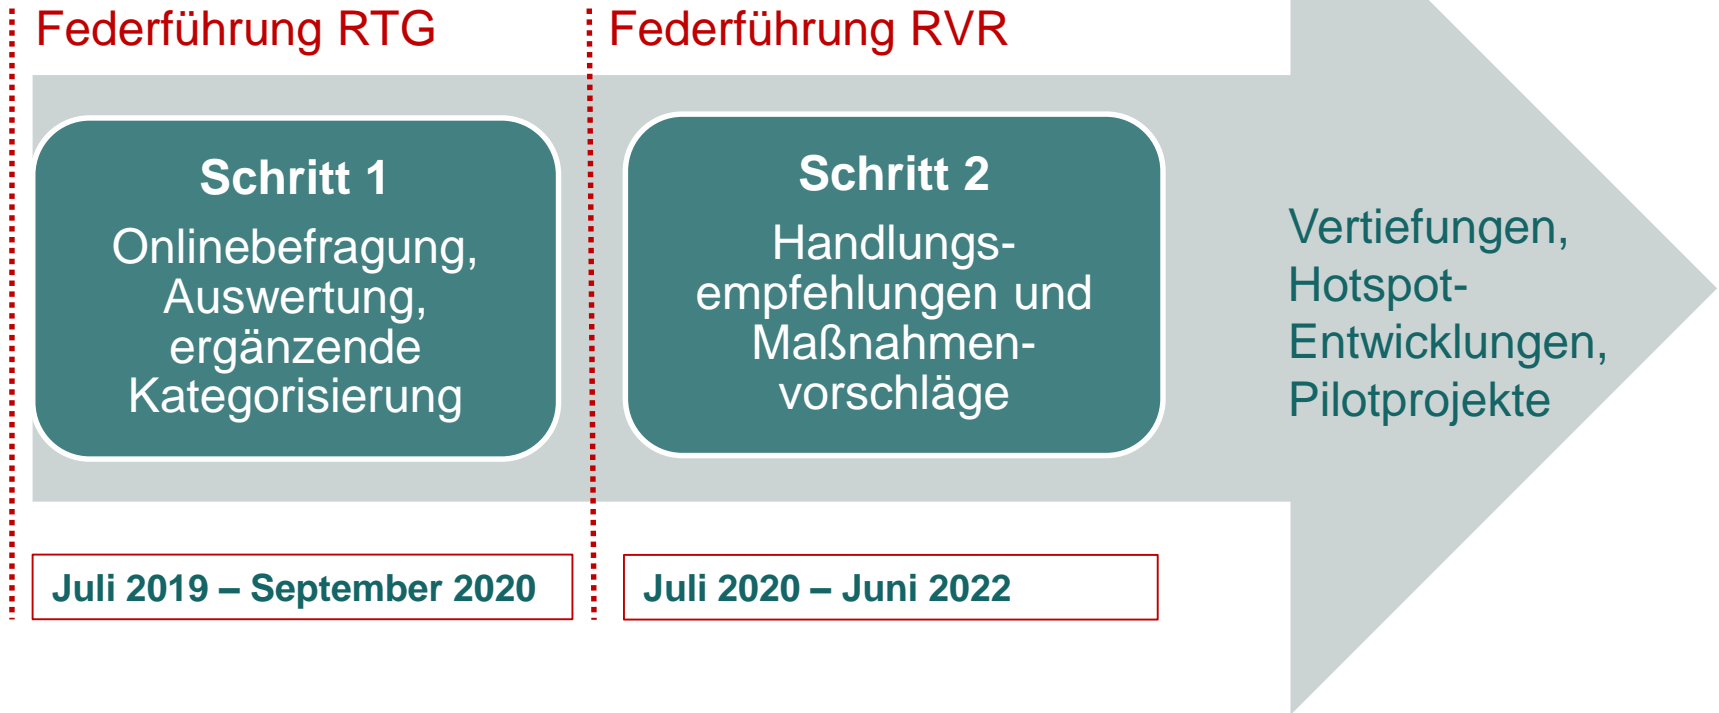 Federführung RTG
Federführung RVR
Schritt 1
Onlinebefragung,
Auswertung,
ergänzende
Kategorisierung
Schritt 2
Handlungs-
empfehlungen und
Maßnahmen-
vorschläge
Vertiefungen,
Hotspot-
Entwicklungen,
Pilotprojekte
Juli 2019 – September 2020
Juli 2020 – Juni 2022